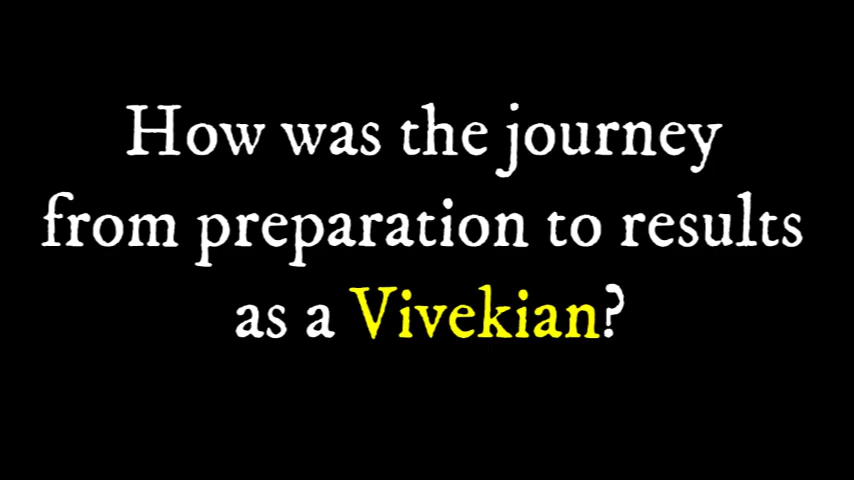 How was the journey
from preparation to results
as a Vivekian?